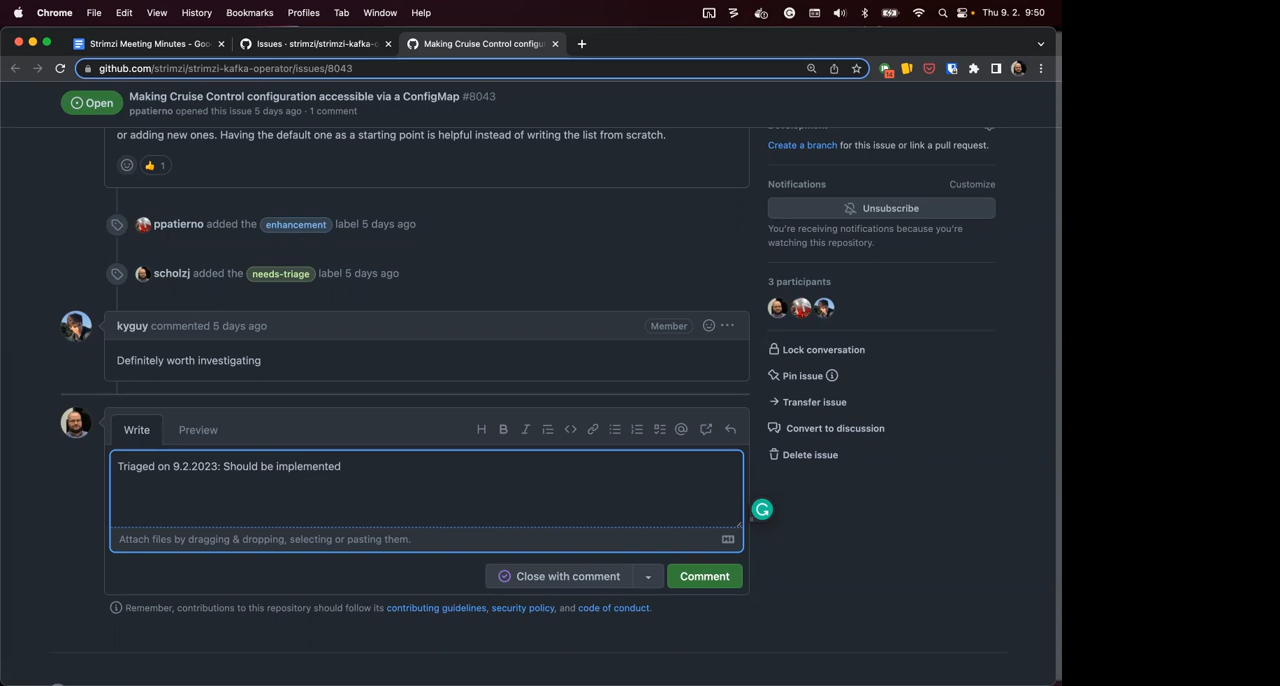 Chrome File Edit View History Bookmarks Profiles Tab Window Help Thu 9. 2. 9:50
Strimzi Meeting Minutes - Goo Issues · strimzi/strimzi-kafka-o Making Cruise Control configu
github.com/strimzi/strimzi-kafka-operator/issues/8043 14
Open Making Cruise Control configuration accessible via a ConfigMap #8043
ppatierno opened this issue 5 days ago · 1 comment
or adding new ones. Having the default one as a starting point is helpful instead of writing the list from scratch.
1
ppatierno added the enhancement label 5 days ago
scholzj added the needs-triage label 5 days ago
kyguy commented 5 days ago Member
Definitely worth investigating
Write Preview
Triaged on 9.2.2023: Should be implemented
Attach files by dragging & dropping, selecting or pasting them.
Close with comment Comment
Remember, contributions to this repository should follow its contributing guidelines, security policy, and code of conduct.
Create a branch for this issue or link a pull request.
Notifications Customize
Unsubscribe
You're receiving notifications because you're
watching this repository.
3 participants
Lock conversation
Pin issue
Transfer issue
Convert to discussion
Delete issue